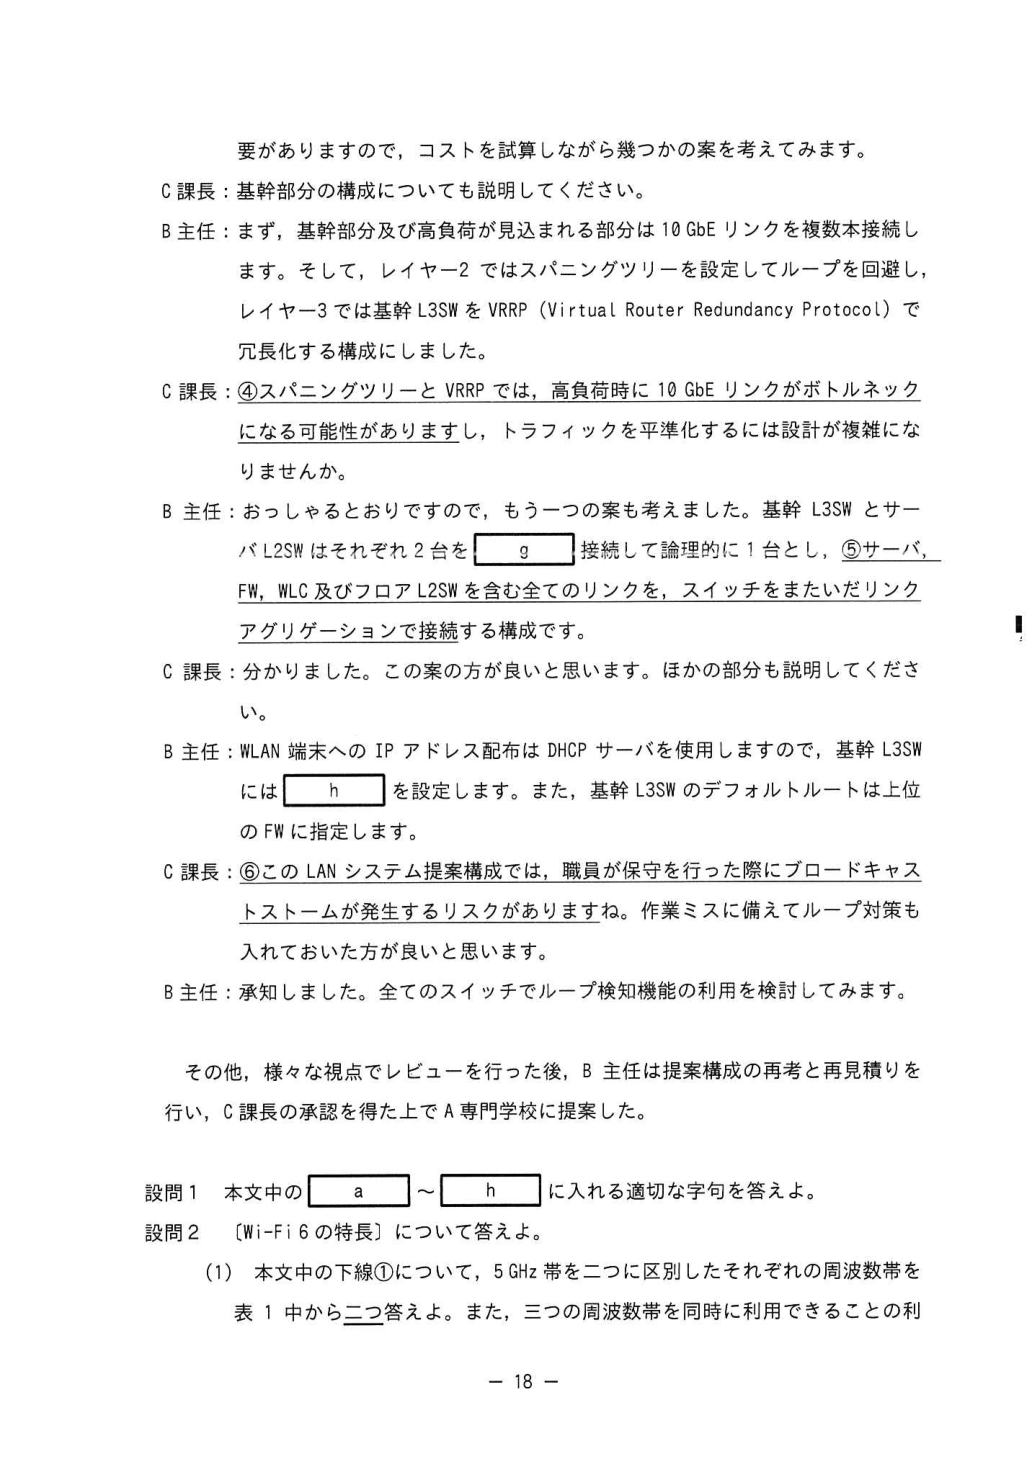 要がありますので，コストを試算しながら幾つかの案を考えてみます。
C 課長：基幹部分の構成についても説明してください。
B 主任：まず，基幹部分及び高負荷が見込まれる部分は 10 GbE リンクを複数本接続し
ます。そして，レイヤー2 ではスパニングツリーを設定してループを回避し，
レイヤー3 では基幹 L3SW を VRRP（Virtual Router Redundancy Protocol）で
冗長化する構成にしました。
C 課長：④スパニングツリーと VRRP では，高負荷時に 10 GbE リンクがボトルネック
になる可能性がありますし，トラフィックを平準化するには設計が複雑にな
りませんか。
B 主任：おっしゃるとおりですので，もう一つの案も考えました。基幹 L3SW とサー
バ L2SW はそれぞれ 2 台を g 接続して論理的に 1 台とし，⑤サーバ，
FW，WLC 及びフロア L2SW を含む全てのリンクを，スイッチをまたいだリンク
アグリゲーションで接続する構成です。
C 課長：分かりました。この案の方が良いと思います。ほかの部分も説明してくださ
い。
B 主任：WLAN 端末への IP アドレス配布は DHCP サーバを使用しますので，基幹 L3SW
には h を設定します。また，基幹 L3SW のデフォルトルートは上位
の FW に指定します。
C 課長：⑥この LAN システム提案構成では，職員が保守を行った際にブロードキャス
トストームが発生するリスクがありますね。作業ミスに備えてループ対策も
入れておいた方が良いと思います。
B 主任：承知しました。全てのスイッチでループ検知機能の利用を検討してみます。
その他，様々な視点でレビューを行った後，B 主任は提案構成の再考と再見積りを
行い，C 課長の承認を得た上で A 専門学校に提案した。
設問 1 本文中の a ～ h に入れる適切な字句を答えよ。
設問 2 〔Wi-Fi 6 の特長〕について答えよ。
(1) 本文中の下線①について，5 GHz 帯を二つに区別したそれぞれの周波数帯を
表 1 中から二つ答えよ。また，三つの周波数帯を同時に利用できることの利
－ 18 －